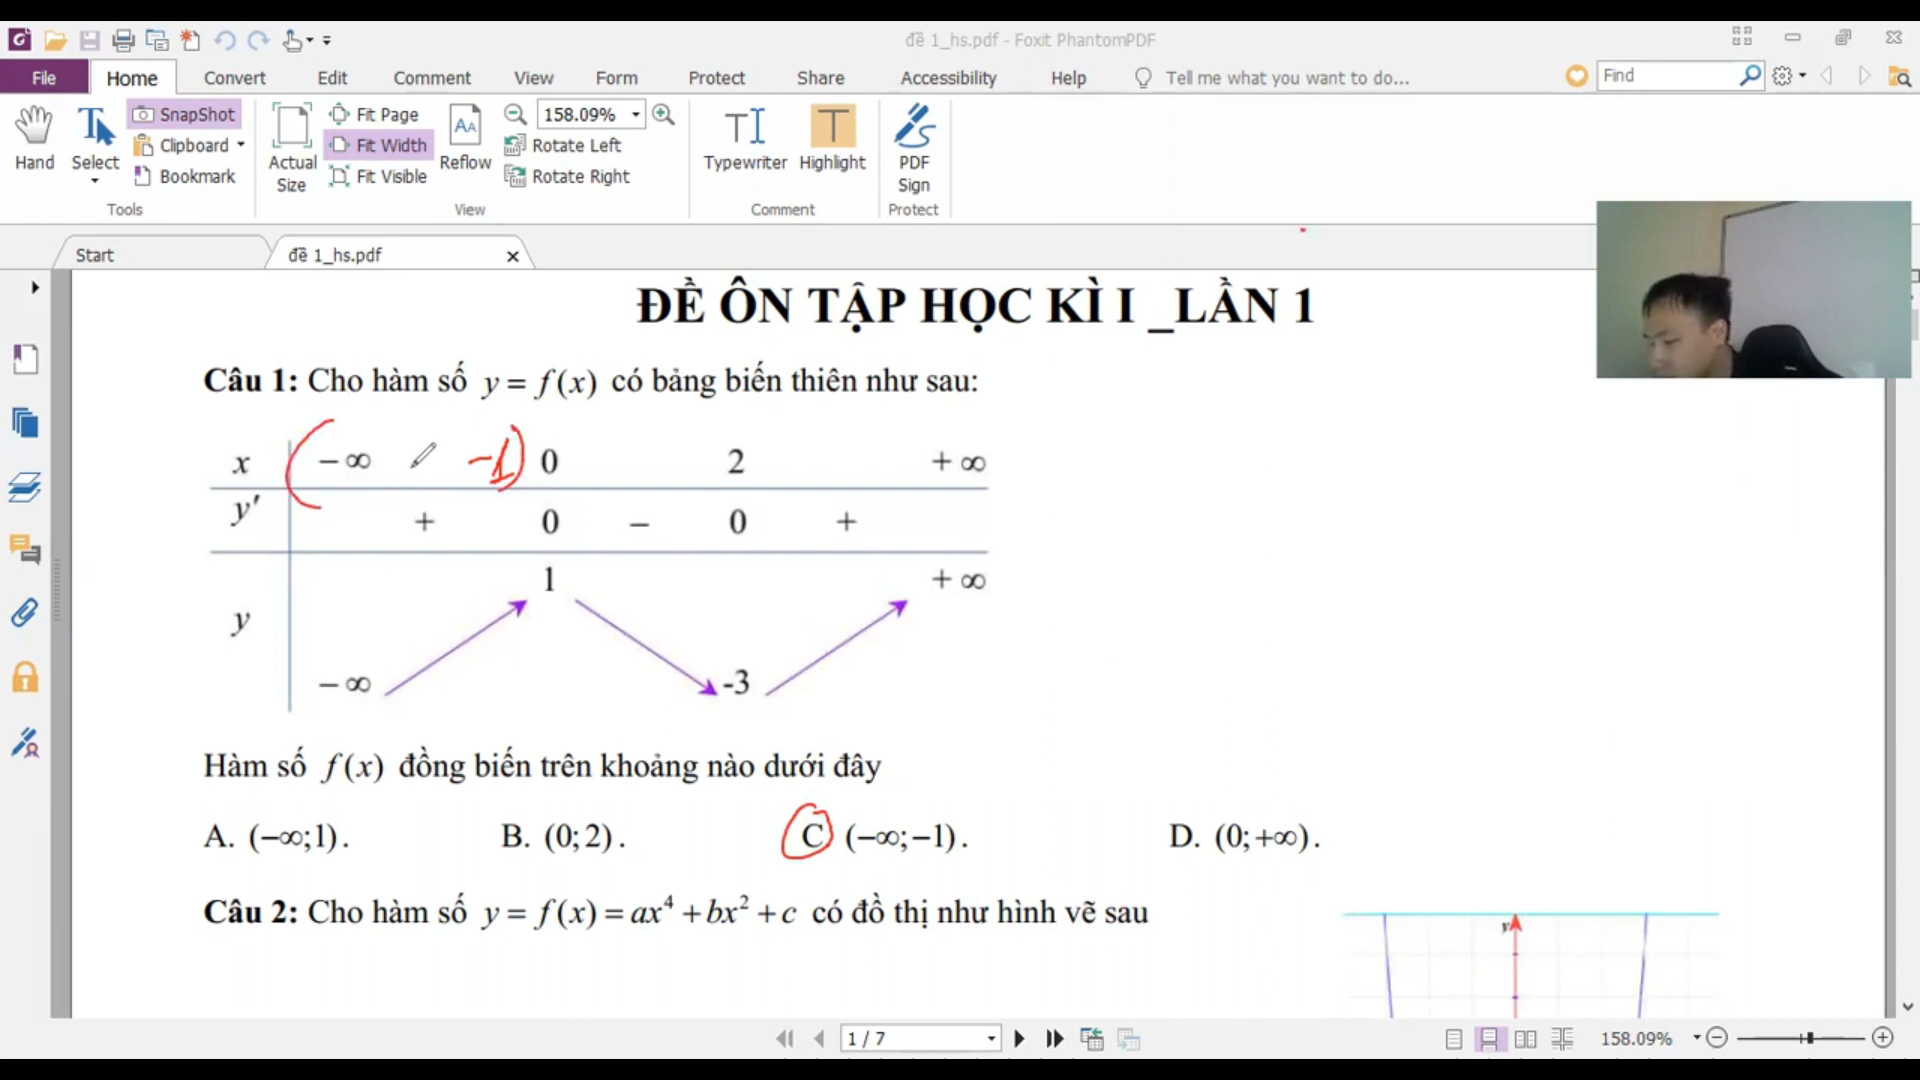 đề 1_hs.pdf - Foxit PhantomPDF
File Home Convert Edit Comment View Form Protect Share Accessibility Help Tell me what you want to do... Find
Hand Select SnapShot Clipboard Bookmark
Tools
Actual Size Fit Page Fit Width Fit Visible Reflow 158.09% Rotate Left Rotate Right
View
Typewriter Highlight
Comment
PDF Sign
Protect
Start đề 1_hs.pdf
ĐỀ ÔN TẬP HỌC KÌ I _LẦN 1
Câu 1: Cho hàm số y = f(x) có bảng biến thiên như sau:
x (−∞ -1) 0 2 +∞
y′ + 0 − 0 +
1 +∞
y
−∞ -3
Hàm số f(x) đồng biến trên khoảng nào dưới đây
A. (−∞;1). B. (0;2). C (−∞;−1). D. (0;+∞).
Câu 2: Cho hàm số y = f(x) = ax⁴ + bx² + c có đồ thị như hình vẽ sau
y
1 / 7 158.09%